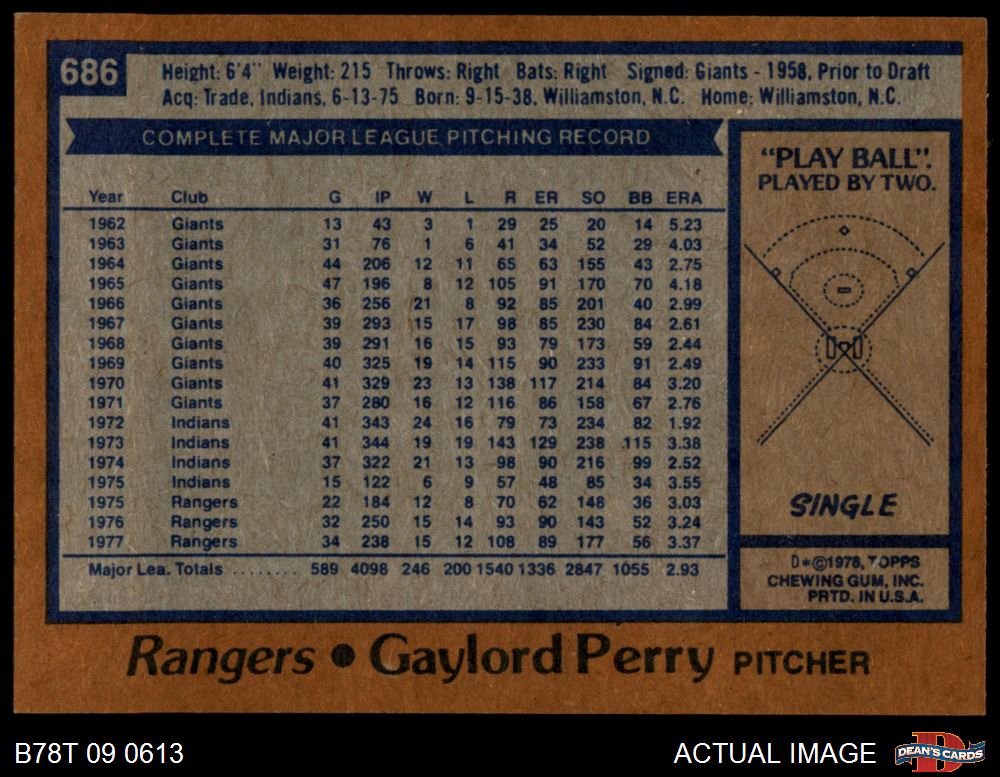 686
Height: 6'4" Weight: 215 Throws: Right Bats: Right Signed: Giants - 1958, Prior to Draft
Acq: Trade, Indians, 6-13-75 Born: 9-15-38, Williamston, N.C. Home: Williamston, N.C.
COMPLETE MAJOR LEAGUE PITCHING RECORD
Year Club G IP W L R ER SO BB ERA
1962 Giants 13 43 3 1 29 25 20 14 5.23
1963 Giants 31 76 1 6 41 34 52 29 4.03
1964 Giants 44 206 12 11 65 63 155 43 2.75
1965 Giants 47 196 8 12 105 91 170 70 4.18
1966 Giants 36 256 21 8 92 85 201 40 2.99
1967 Giants 39 293 15 17 98 85 230 84 2.61
1968 Giants 39 291 16 15 93 79 173 59 2.44
1969 Giants 40 325 19 14 115 90 233 91 2.49
1970 Giants 41 329 23 13 138 117 214 84 3.20
1971 Giants 37 280 16 12 116 86 158 67 2.76
1972 Indians 41 343 24 16 79 73 234 82 1.92
1973 Indians 41 344 19 19 143 129 238 115 3.38
1974 Indians 37 322 21 13 98 90 216 99 2.52
1975 Indians 15 122 6 9 57 48 85 34 3.55
1975 Rangers 22 184 12 8 70 62 148 36 3.03
1976 Rangers 32 250 15 14 93 90 143 52 3.24
1977 Rangers 34 238 15 12 108 89 177 56 3.37
Major Lea. Totals ........ 589 4098 246 200 1540 1336 2847 1055 2.93
"PLAY BALL".
PLAYED BY TWO.
SINGLE
D*©1978, TOPPS
CHEWING GUM, INC.
PRTD. IN U.S.A.
Rangers • Gaylord Perry PITCHER
B78T 09 0613
ACTUAL IMAGE
DEAN'S CARDS